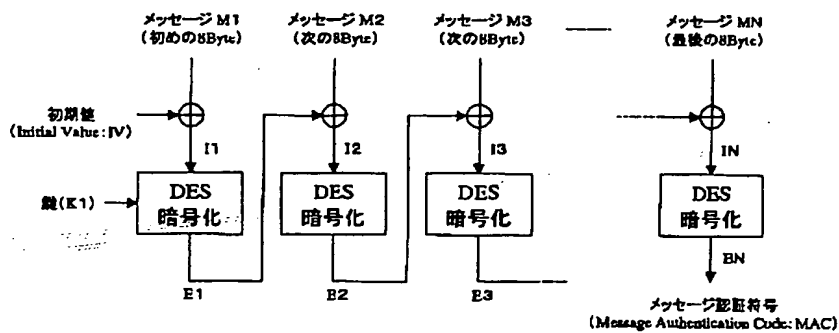 メッセージ M1
(初めの8Byte)
メッセージ M2
(次の8Byte)
メッセージ M3
(次の8Byte)
メッセージ MN
(最後の8Byte)
初期値
(Initial Value: IV)
I1
I2
I3
IN
鍵(K1)
DES
暗号化
DES
暗号化
DES
暗号化
DES
暗号化
E1
E2
E3
EN
メッセージ認証符号
(Message Authentication Code: MAC)